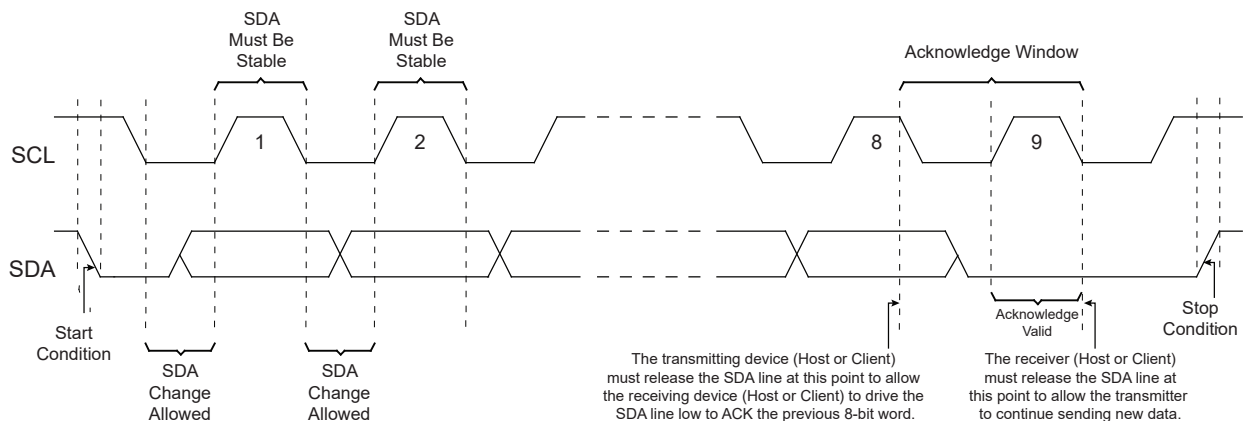 SDA
Must Be
Stable
SDA
Must Be
Stable
Acknowledge Window
SCL
1
2
8
9
SDA
Start
Condition
SDA
Change
Allowed
SDA
Change
Allowed
Acknowledge
Valid
Stop
Condition
The transmitting device (Host or Client)
must release the SDA line at this point to allow
the receiving device (Host or Client) to drive the
SDA line low to ACK the previous 8-bit word.
The receiver (Host or Client)
must release the SDA line at
this point to allow the transmitter
to continue sending new data.